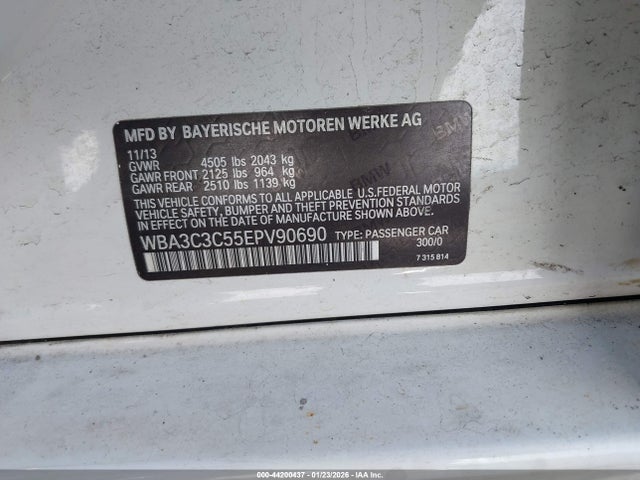 MFD BY BAYERISCHE MOTOREN WERKE AG
11/13
GVWR 4505 lbs 2043 kg
GAWR FRONT 2125 lbs 964 kg
GAWR REAR 2510 lbs 1139 kg
THIS VEHICLE CONFORMS TO ALL APPLICABLE U.S.FEDERAL MOTOR
VEHICLE SAFETY, BUMPER AND THEFT PREVENTION STANDARDS
IN EFFECT ON THE DATE OF MANUFACTURE SHOWN ABOVE.
WBA3C3C55EPV90690 TYPE: PASSENGER CAR
300/0
7 315 814
BMW
BMW
000-44200437 - 01/23/2026 - IAA Corp.